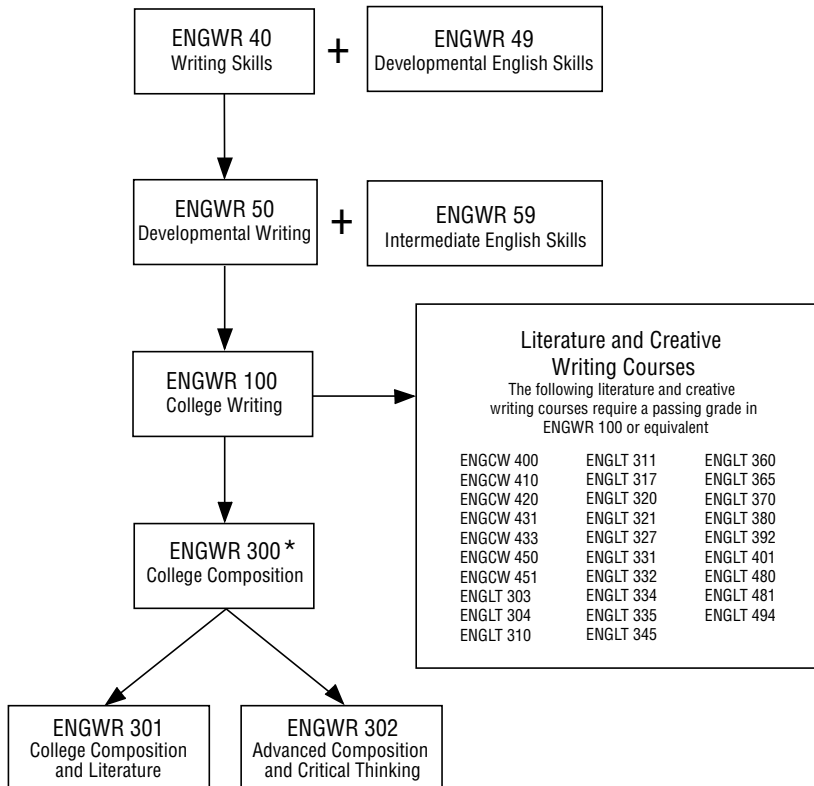 ENGWR 40
Writing Skills
+
ENGWR 49
Developmental English Skills
ENGWR 50
Developmental Writing
+
ENGWR 59
Intermediate English Skills
ENGWR 100
College Writing
Literature and Creative
Writing Courses
The following literature and creative
writing courses require a passing grade in
ENGWR 100 or equivalent
ENGCW 400
ENGCW 410
ENGCW 420
ENGCW 431
ENGCW 433
ENGCW 450
ENGCW 451
ENGLT 303
ENGLT 304
ENGLT 310
ENGLT 311
ENGLT 317
ENGLT 320
ENGLT 321
ENGLT 327
ENGLT 331
ENGLT 332
ENGLT 334
ENGLT 335
ENGLT 345
ENGLT 360
ENGLT 365
ENGLT 370
ENGLT 380
ENGLT 392
ENGLT 401
ENGLT 480
ENGLT 481
ENGLT 494
ENGWR 300*
College Composition
ENGWR 301
College Composition
and Literature
ENGWR 302
Advanced Composition
and Critical Thinking